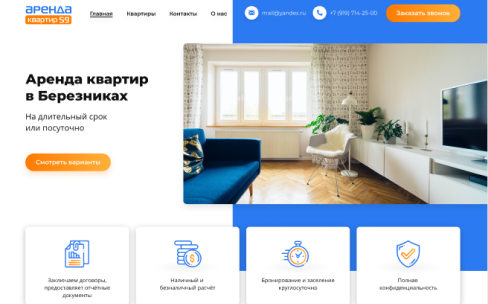 аренда
квартир 59
Главная
Квартиры
Контакты
О нас
mail@yandex.ru
+7 (919) 714-25-00
Заказать звонок
Аренда квартир
в Березниках
На длительный срок
или посуточно
Смотреть варианты
Заключаем договоры,
предоставляет отчётные
документы
Наличный и
безналичный расчёт
Бронирование и заселение
круглосуточно
Полная
конфиденциальность